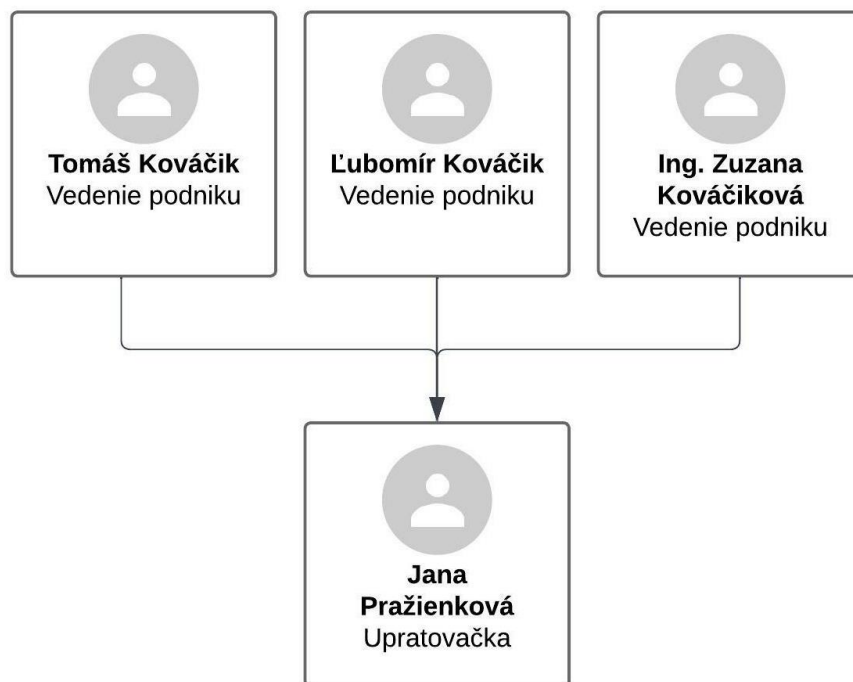 Tomáš Kováčik
Vedenie podniku
Ľubomír Kováčik
Vedenie podniku
Ing. Zuzana
Kováčiková
Vedenie podniku
Jana
Pražienková
Upratovačka